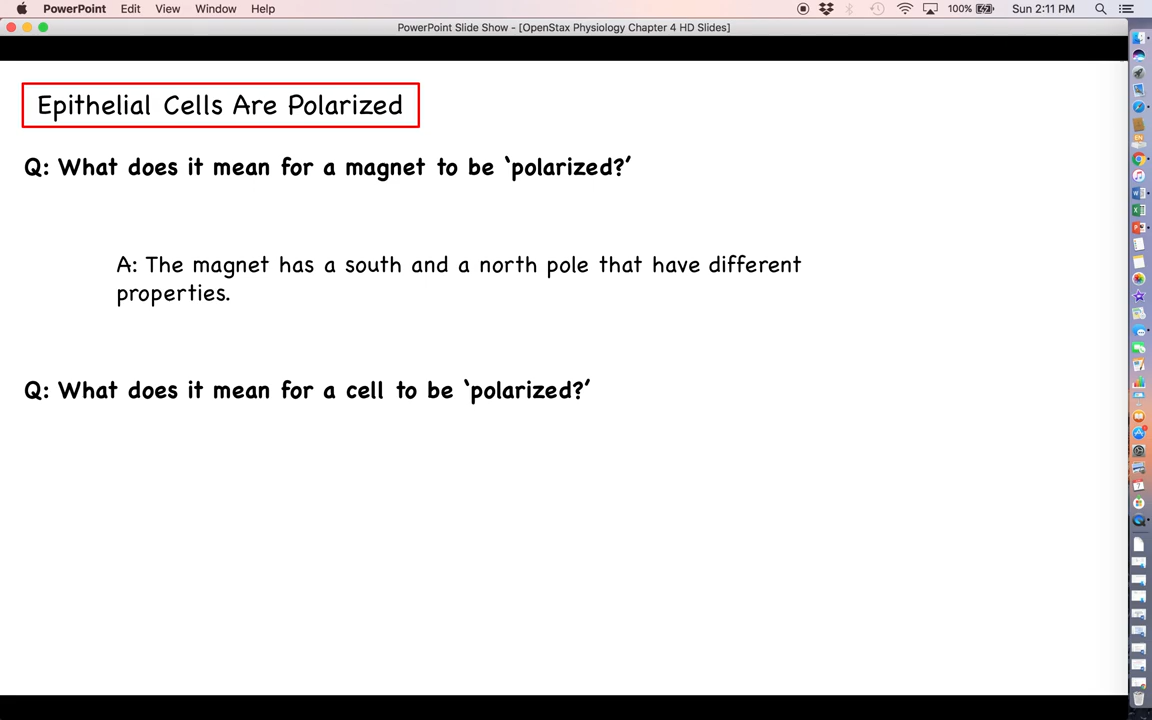 PowerPoint Edit View Window Help 100% Sun 2:11 PM
PowerPoint Slide Show - [OpenStax Physiology Chapter 4 HD Slides]
Epithelial Cells Are Polarized
Q: What does it mean for a magnet to be ‘polarized?’
A: The magnet has a south and a north pole that have different
properties.
Q: What does it mean for a cell to be ‘polarized?’